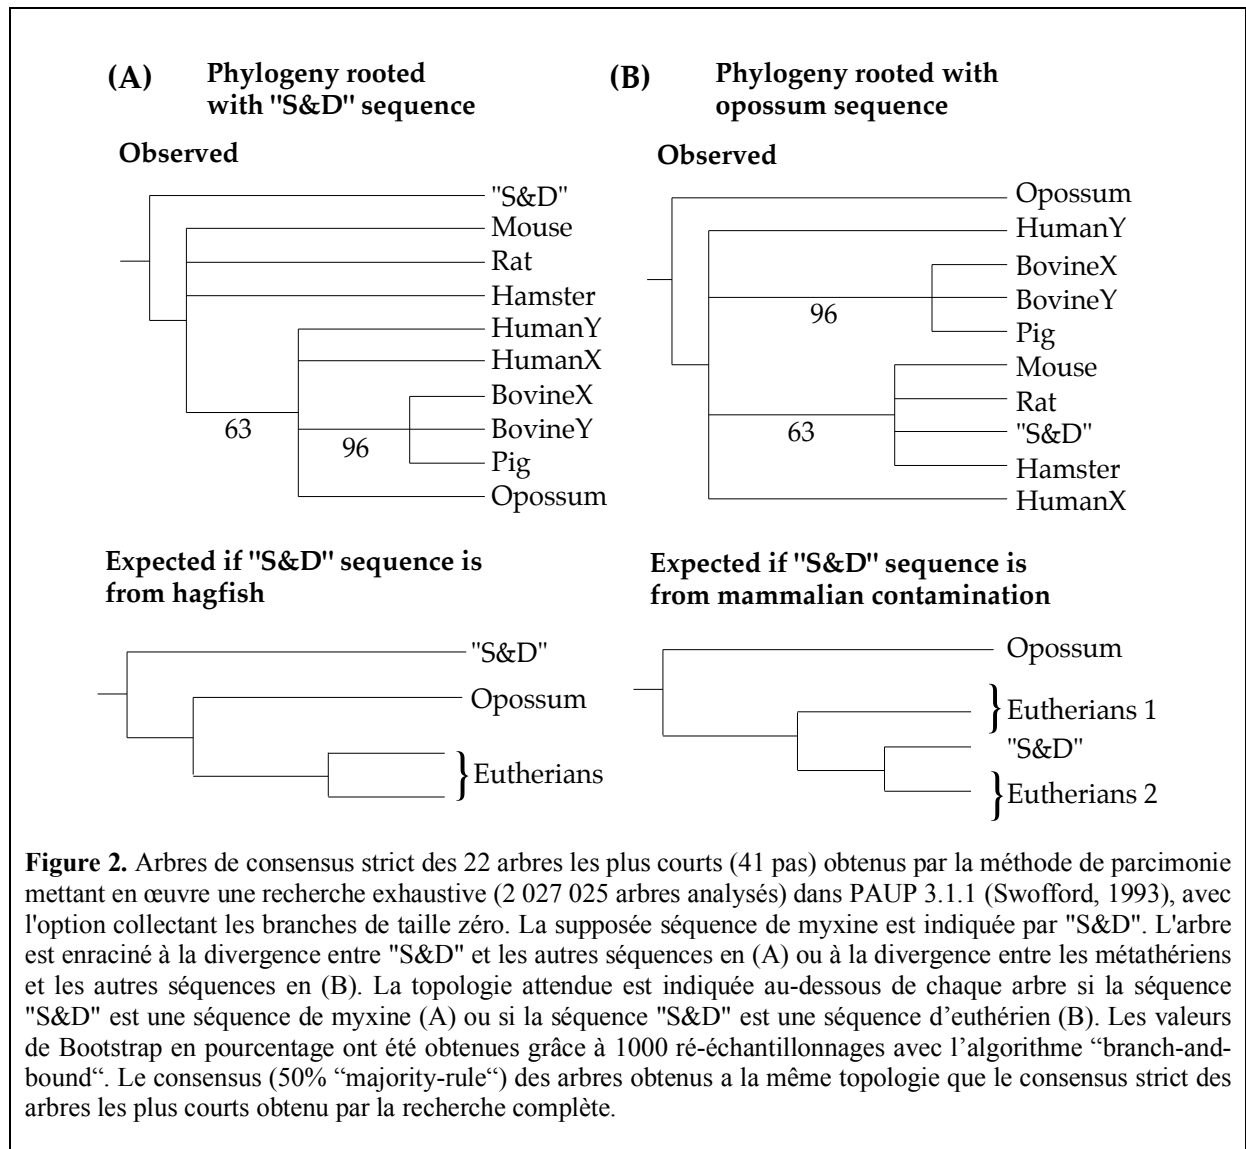 (A) Phylogeny rooted
with "S&D" sequence
Observed
"S&D"
Mouse
Rat
Hamster
HumanY
HumanX
BovineX
BovineY
Pig
Opossum
63
96
Expected if "S&D" sequence is
from hagfish
"S&D"
Opossum
} Eutherians
(B) Phylogeny rooted with
opossum sequence
Observed
Opossum
HumanY
BovineX
BovineY
Pig
Mouse
Rat
"S&D"
Hamster
HumanX
96
63
Expected if "S&D" sequence is
from mammalian contamination
Opossum
} Eutherians 1
"S&D"
} Eutherians 2
Figure 2. Arbres de consensus strict des 22 arbres les plus courts (41 pas) obtenus par la méthode de parcimonie
mettant en œuvre une recherche exhaustive (2 027 025 arbres analysés) dans PAUP 3.1.1 (Swofford, 1993), avec
l'option collectant les branches de taille zéro. La supposée séquence de myxine est indiquée par "S&D". L'arbre
est enraciné à la divergence entre "S&D" et les autres séquences en (A) ou à la divergence entre les métathériens
et les autres séquences en (B). La topologie attendue est indiquée au-dessous de chaque arbre si la séquence
"S&D" est une séquence de myxine (A) ou si la séquence "S&D" est une séquence d’euthérien (B). Les valeurs
de Bootstrap en pourcentage ont été obtenues grâce à 1000 ré-échantillonnages avec l’algorithme “branch-and-
bound“. Le consensus (50% “majority-rule“) des arbres obtenus a la même topologie que le consensus strict des
arbres les plus courts obtenu par la recherche complète.